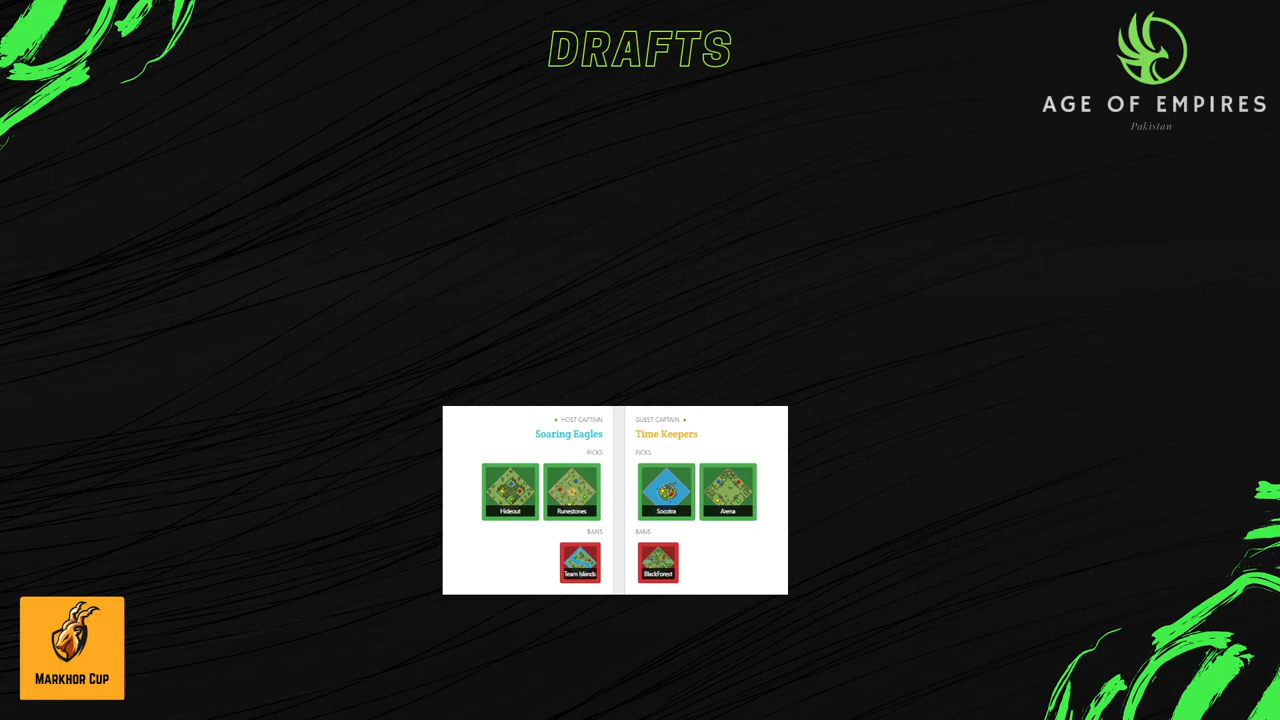 DRAFTS
AGE OF EMPIRES
Pakistan
HOST CAPTAIN
Soaring Eagles
PICKS
Hideout
Runestones
BANS
Team Islands
GUEST CAPTAIN
Time Keepers
PICKS
Socotra
Arena
BANS
BlackForest
MARKHOR CUP